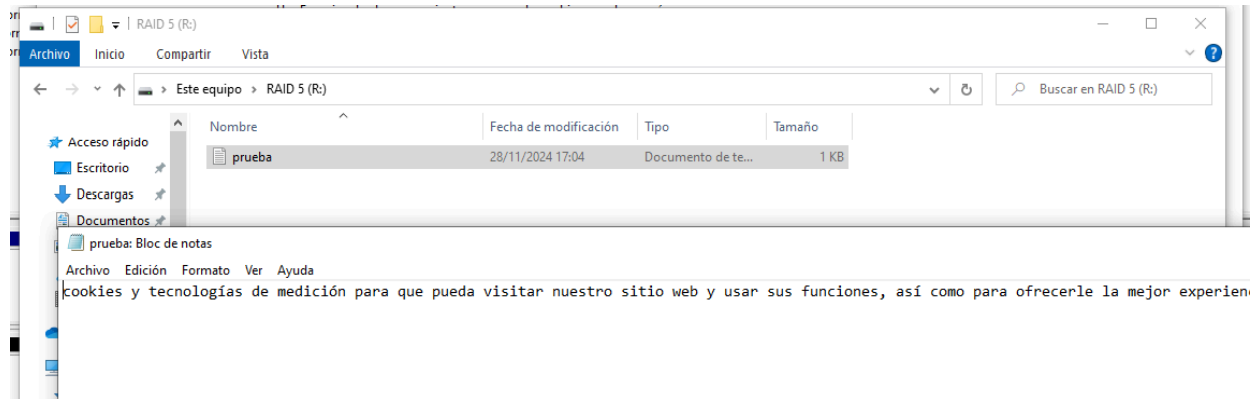 RAID 5 (R:)
Archivo Inicio Compartir Vista
Este equipo > RAID 5 (R:) Buscar en RAID 5 (R:)
Nombre Fecha de modificación Tipo Tamaño
Acceso rápido
prueba 28/11/2024 17:04 Documento de te... 1 KB
Escritorio
Descargas
Documentos
prueba: Bloc de notas
Archivo Edición Formato Ver Ayuda
cookies y tecnologías de medición para que pueda visitar nuestro sitio web y usar sus funciones, así como para ofrecerle la mejor